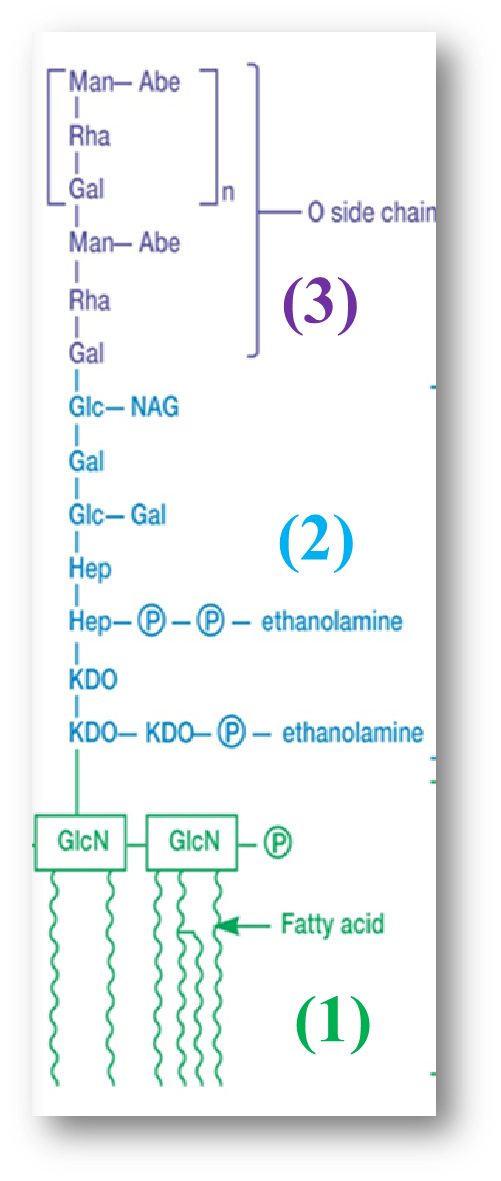 Man– Abe
Rha
Gal
n
Man– Abe
O side chain
Rha
(3)
Gal
Glc– NAG
Gal
Glc– Gal
(2)
Hep
Hep– P – P – ethanolamine
KDO
KDO– KDO– P – ethanolamine
GlcN GlcN P
Fatty acid
(1)